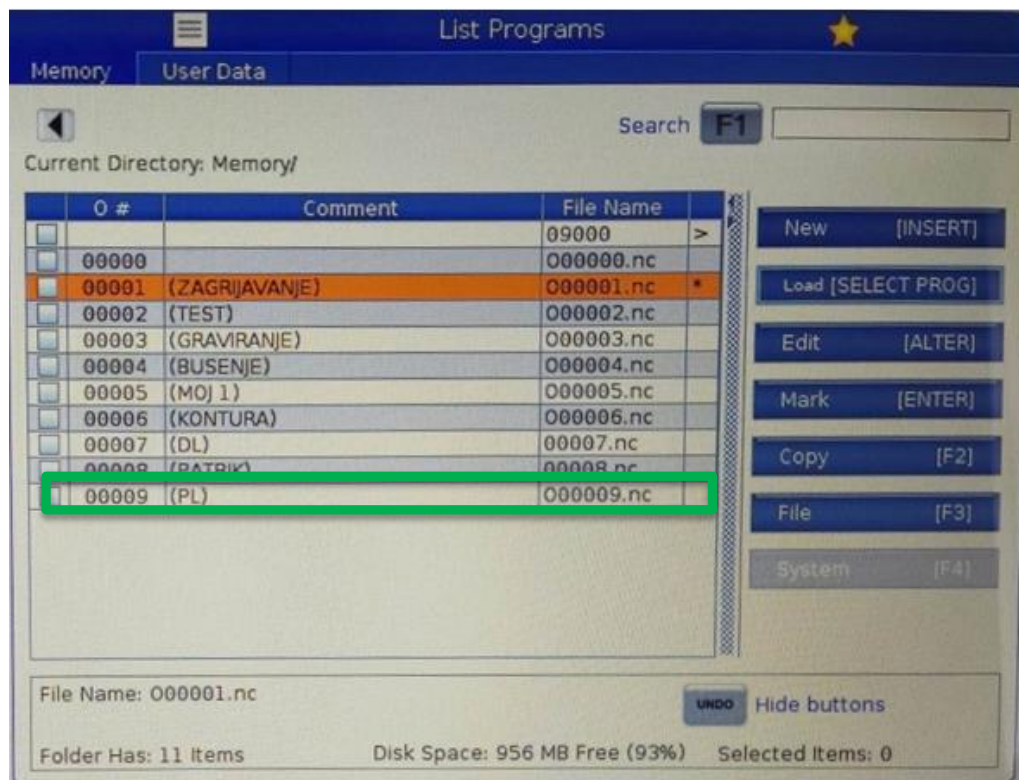 List Programs
Memory User Data
Search F1
Current Directory: Memory/
O # Comment File Name
09000 >
00000 O00000.nc
00001 (ZAGRIJAVANJE) O00001.nc *
00002 (TEST) O00002.nc
00003 (GRAVIRANJE) O00003.nc
00004 (BUSENJE) O00004.nc
00005 (MOJ 1) O00005.nc
00006 (KONTURA) O00006.nc
00007 (DL) 00007.nc
00008 (PATRIK) 00008.nc
00009 (PL) O00009.nc
New [INSERT]
Load [SELECT PROG]
Edit [ALTER]
Mark [ENTER]
Copy [F2]
File [F3]
System [F4]
File Name: O00001.nc
UNDO Hide buttons
Folder Has: 11 Items Disk Space: 956 MB Free (93%) Selected Items: 0